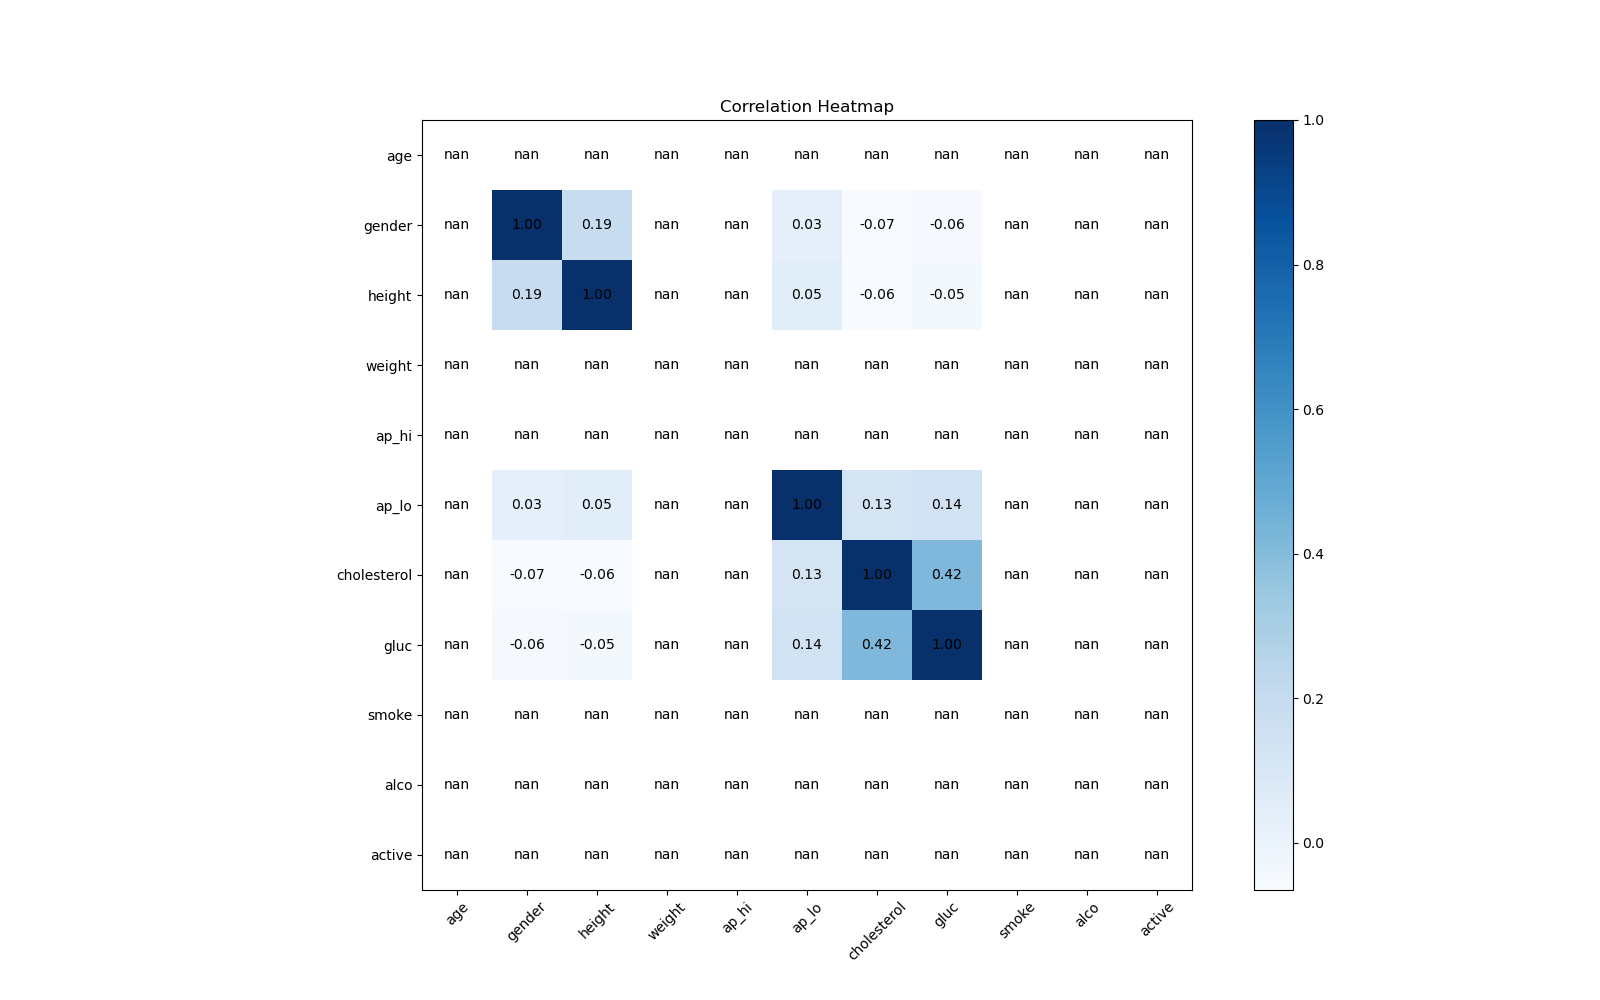 Correlation Heatmap
age nan nan nan nan nan nan nan nan nan nan nan
gender nan 1.00 0.19 nan nan 0.03 -0.07 -0.06 nan nan nan
height nan 0.19 1.00 nan nan 0.05 -0.06 -0.05 nan nan nan
weight nan nan nan nan nan nan nan nan nan nan nan
ap_hi nan nan nan nan nan nan nan nan nan nan nan
ap_lo nan 0.03 0.05 nan nan 1.00 0.13 0.14 nan nan nan
cholesterol nan -0.07 -0.06 nan nan 0.13 1.00 0.42 nan nan nan
gluc nan -0.06 -0.05 nan nan 0.14 0.42 1.00 nan nan nan
smoke nan nan nan nan nan nan nan nan nan nan nan
alco nan nan nan nan nan nan nan nan nan nan nan
active nan nan nan nan nan nan nan nan nan nan nan
age gender height weight ap_hi ap_lo cholesterol gluc smoke alco active
1.0
0.8
0.6
0.4
0.2
0.0